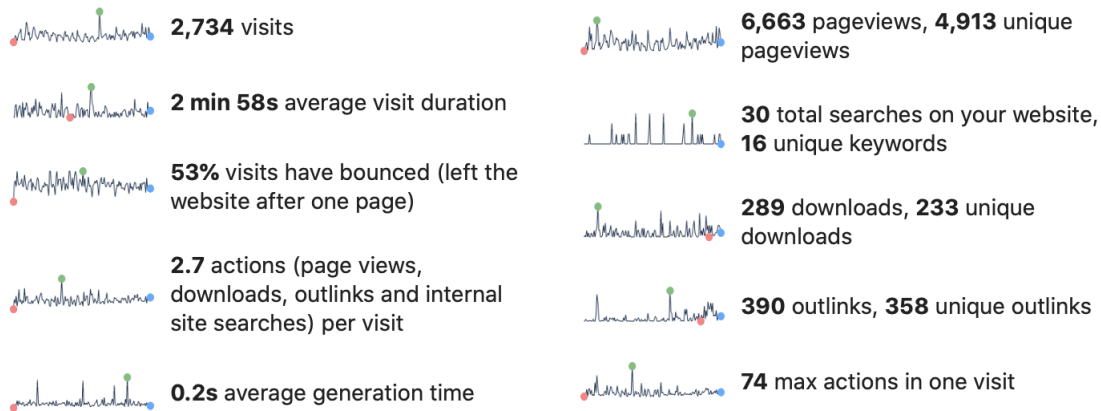 2,734 visits
2 min 58s average visit duration
53% visits have bounced (left the
website after one page)
2.7 actions (page views,
downloads, outlinks and internal
site searches) per visit
0.2s average generation time
6,663 pageviews, 4,913 unique
pageviews
30 total searches on your website,
16 unique keywords
289 downloads, 233 unique
downloads
390 outlinks, 358 unique outlinks
74 max actions in one visit